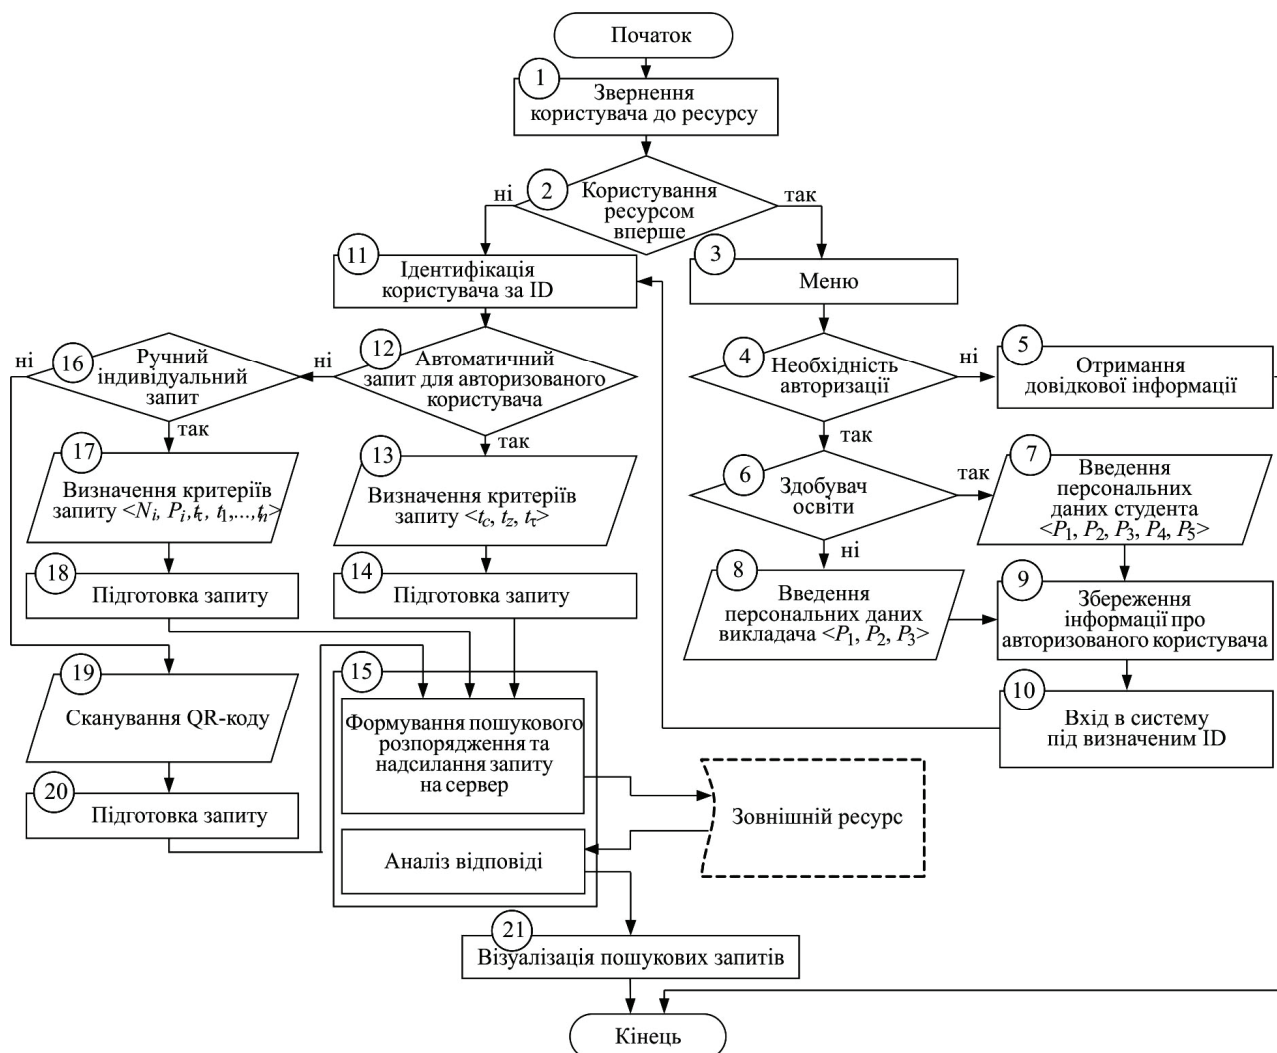 Початок
1
Звернення
користувача до ресурсу
2
Користування
ресурсом
вперше
ні
так
11
Ідентифікація
користувача за ID
3
Меню
16
Ручний
індивідуальний
запит
ні
ні
12
Автоматичний
запит для авторизованого
користувача
4
Необхідність
авторизації
ні
5
Отримання
довідкової інформації
так
так
так
17
Визначення критеріїв
запиту <Nᵢ, Pᵢ, tτ, t₁,...,tₙ>
13
Визначення критеріїв
запиту <t_c, t_z, tτ>
6
Здобувач
освіти
так
7
Введення
персональних
даних студента
<P₁, P₂, P₃, P₄, P₅>
ні
18
Підготовка запиту
14
Підготовка запиту
8
Введення
персональних даних
викладача <P₁, P₂, P₃>
9
Збереження
інформації про
авторизованого користувача
19
Сканування QR-коду
15
Формування пошукового
розпорядження та
надсилання запиту
на сервер
10
Вхід в систему
під визначеним ID
20
Підготовка запиту
Зовнішній ресурс
Аналіз відповіді
21
Візуалізація пошукових запитів
Кінець